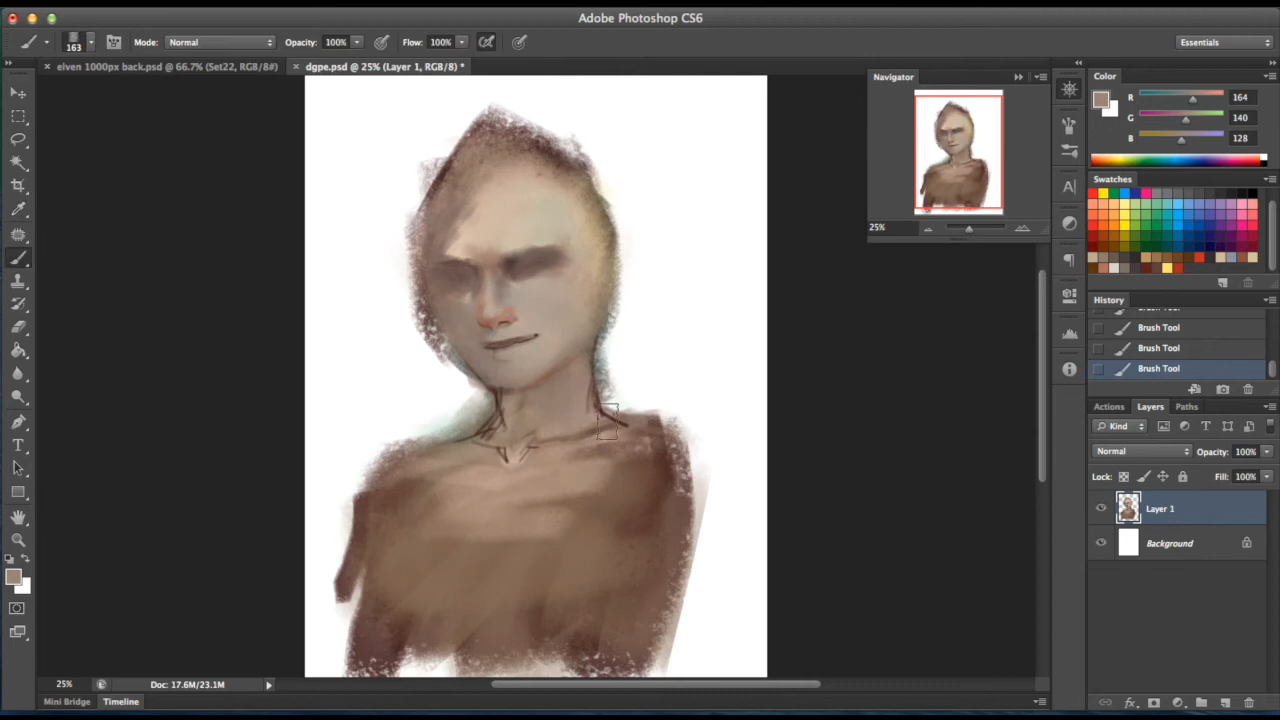 Adobe Photoshop CS6
163
Mode: Normal
Opacity: 100%
Flow: 100%
Essentials
× elven 1000px back.psd @ 66.7% (Set22, RGB/8#)
× dgpe.psd @ 25% (Layer 1, RGB/8) *
Navigator
25%
Color
R 164
G 140
B 128
Swatches
History
Brush Tool
Brush Tool
Brush Tool
Actions Layers Paths
Kind
Normal
Opacity: 100%
Lock:
Fill: 100%
Layer 1
Background
25%
Doc: 17.6M/23.1M
Mini Bridge Timeline